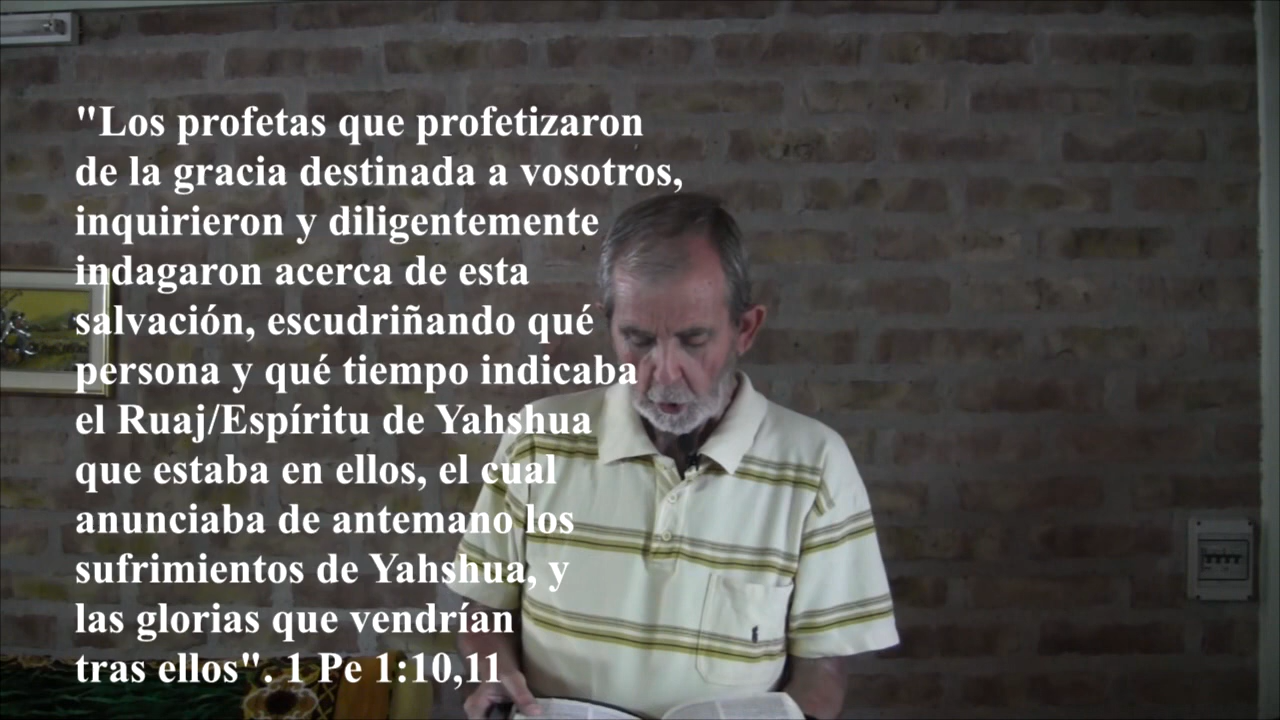 "Los profetas que profetizaron
de la gracia destinada a vosotros,
inquirieron y diligentemente
indagaron acerca de esta
salvación, escudriñando qué
persona y qué tiempo indicaba
el Ruaj/Espíritu de Yahshua
que estaba en ellos, el cual
anunciaba de antemano los
sufrimientos de Yahshua, y
las glorias que vendrían
tras ellos". 1 Pe 1:10,11